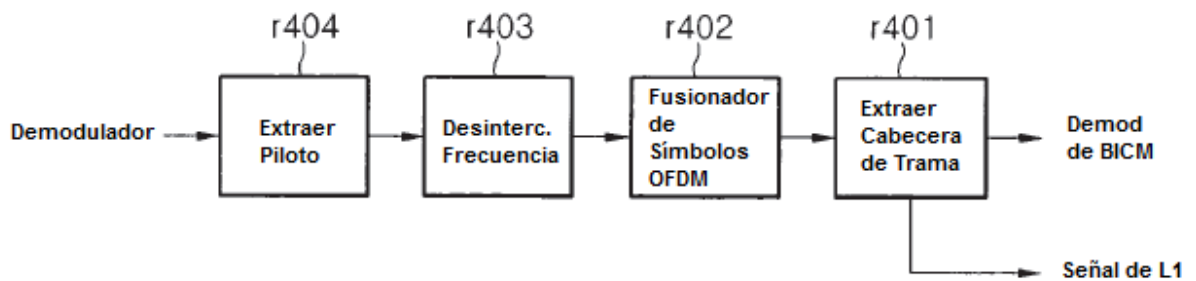 r404
r403
r402
r401
Demodulador
Extraer
Piloto
Desinterc.
Frecuencia
Fusionador
de
Símbolos
OFDM
Extraer
Cabecera
de Trama
Demod
de BICM
Señal de L1